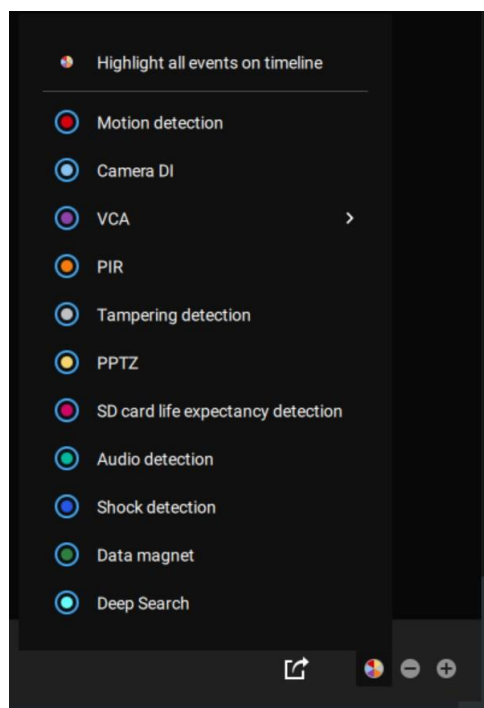 Highlight all events on timeline
Motion detection
Camera DI
VCA
PIR
Tampering detection
PPTZ
SD card life expectancy detection
Audio detection
Shock detection
Data magnet
Deep Search